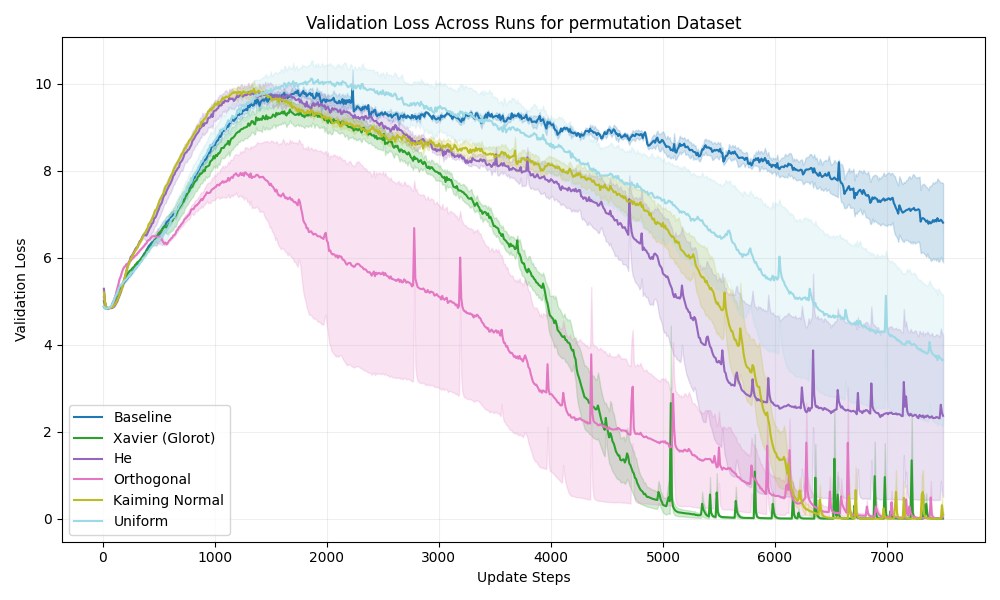 Validation Loss Across Runs for permutation Dataset
Validation Loss
10
8
6
4
2
0
Baseline
Xavier (Glorot)
He
Orthogonal
Kaiming Normal
Uniform
0 1000 2000 3000 4000 5000 6000 7000
Update Steps